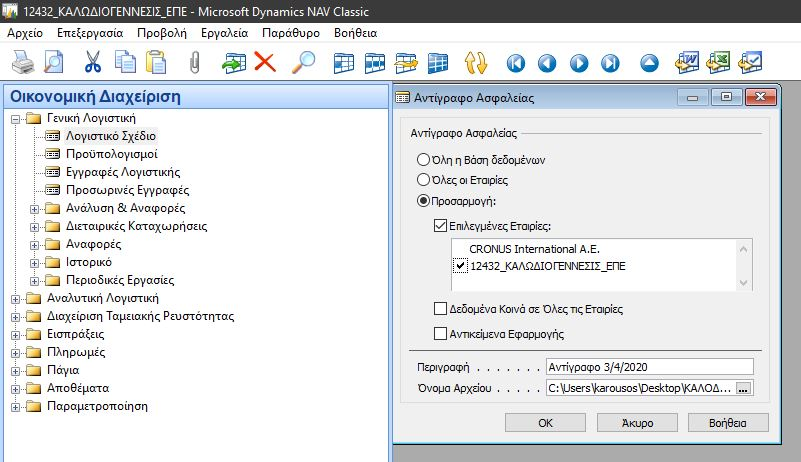 12432_ΚΑΛΩΔΙΟΓΕΝΝΕΣΙΣ_ΕΠΕ - Microsoft Dynamics NAV Classic
Αρχείο Επεξεργασία Προβολή Εργαλεία Παράθυρο Βοήθεια
Οικονομική Διαχείριση
Γενική Λογιστική
Λογιστικό Σχέδιο
Προϋπολογισμοί
Εγγραφές Λογιστικής
Προσωρινές Εγγραφές
Ανάλυση & Αναφορές
Διεταιρικές Καταχωρήσεις
Αναφορές
Ιστορικό
Περιοδικές Εργασίες
Αναλυτική Λογιστική
Διαχείριση Ταμειακής Ρευστότητας
Εισπράξεις
Πληρωμές
Πάγια
Αποθέματα
Παραμετροποίηση
Αντίγραφο Ασφαλείας
Αντίγραφο Ασφαλείας
Όλη η Βάση δεδομένων
Όλες οι Εταιρίες
Προσαρμογή:
Επιλεγμένες Εταιρίες:
CRONUS International Α.Ε.
12432_ΚΑΛΩΔΙΟΓΕΝΝΕΣΙΣ_ΕΠΕ
Δεδομένα Κοινά σε Όλες τις Εταιρίες
Αντικείμενα Εφαρμογής
Περιγραφή . . . . . . . Αντίγραφο 3/4/2020
Όνομα Αρχείου . . . . . C:\Users\karousos\Desktop\ΚΑΛΟΔ... ...
ΟΚ Άκυρο Βοήθεια